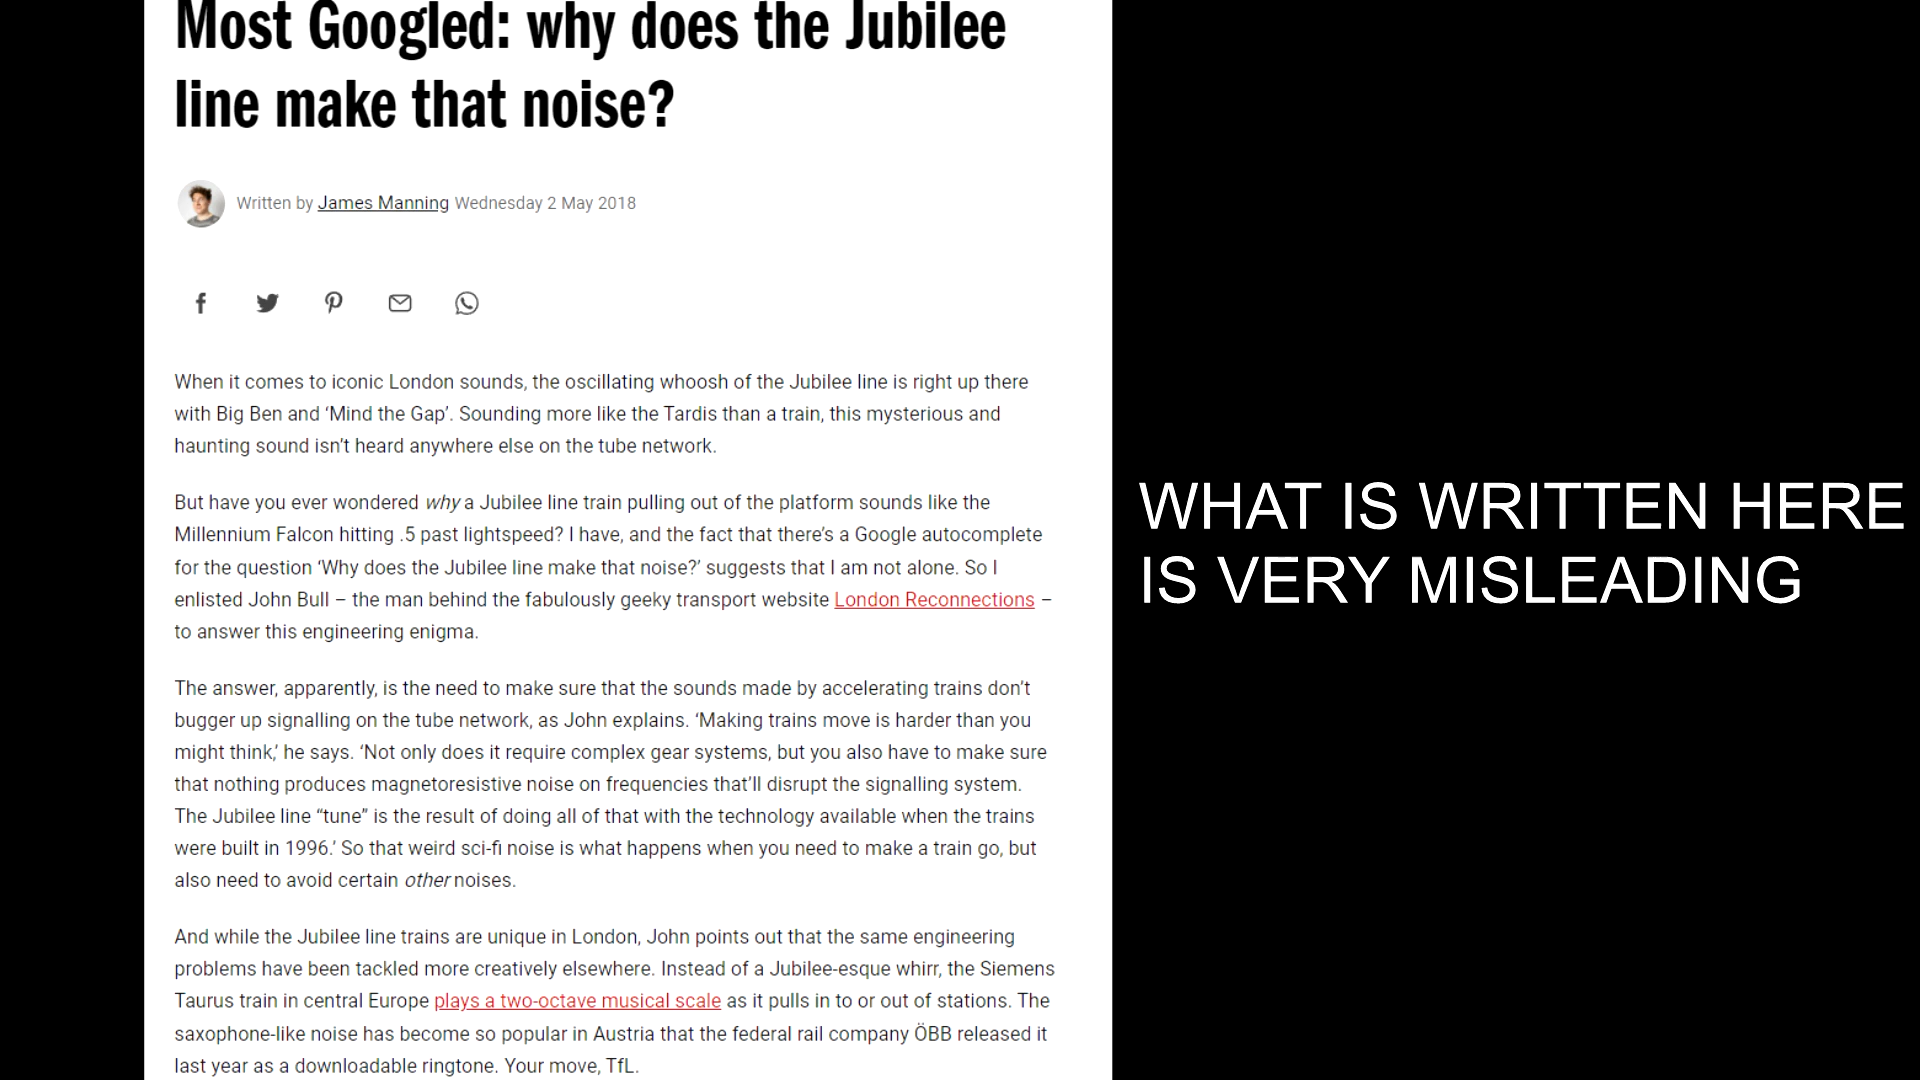 Most Googled: why does the Jubilee
line make that noise?
Written by James Manning Wednesday 2 May 2018
When it comes to iconic London sounds, the oscillating whoosh of the Jubilee line is right up there
with Big Ben and ‘Mind the Gap’. Sounding more like the Tardis than a train, this mysterious and
haunting sound isn’t heard anywhere else on the tube network.
But have you ever wondered why a Jubilee line train pulling out of the platform sounds like the
Millennium Falcon hitting .5 past lightspeed? I have, and the fact that there’s a Google autocomplete
for the question ‘Why does the Jubilee line make that noise?’ suggests that I am not alone. So I
enlisted John Bull – the man behind the fabulously geeky transport website London Reconnections –
to answer this engineering enigma.
The answer, apparently, is the need to make sure that the sounds made by accelerating trains don’t
bugger up signalling on the tube network, as John explains. ‘Making trains move is harder than you
might think,’ he says. ‘Not only does it require complex gear systems, but you also have to make sure
that nothing produces magnetoresistive noise on frequencies that’ll disrupt the signalling system.
The Jubilee line “tune” is the result of doing all of that with the technology available when the trains
were built in 1996.’ So that weird sci-fi noise is what happens when you need to make a train go, but
also need to avoid certain other noises.
And while the Jubilee line trains are unique in London, John points out that the same engineering
problems have been tackled more creatively elsewhere. Instead of a Jubilee-esque whirr, the Siemens
Taurus train in central Europe plays a two-octave musical scale as it pulls in to or out of stations. The
saxophone-like noise has become so popular in Austria that the federal rail company ÖBB released it
last year as a downloadable ringtone. Your move, TfL.
WHAT IS WRITTEN HERE
IS VERY MISLEADING